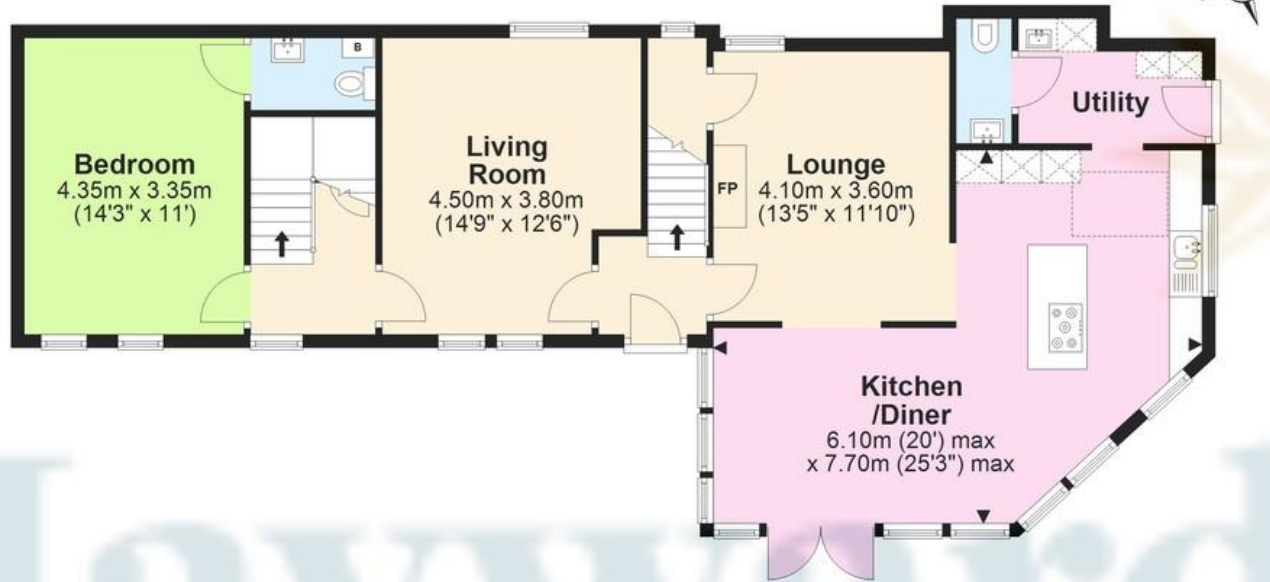 Bedroom
4.35m x 3.35m
(14'3" x 11')
B
Living
Room
4.50m x 3.80m
(14'9" x 12'6")
FP
Lounge
4.10m x 3.60m
(13'5" x 11'10")
Utility
Kitchen
/Diner
6.10m (20') max
x 7.70m (25'3") max